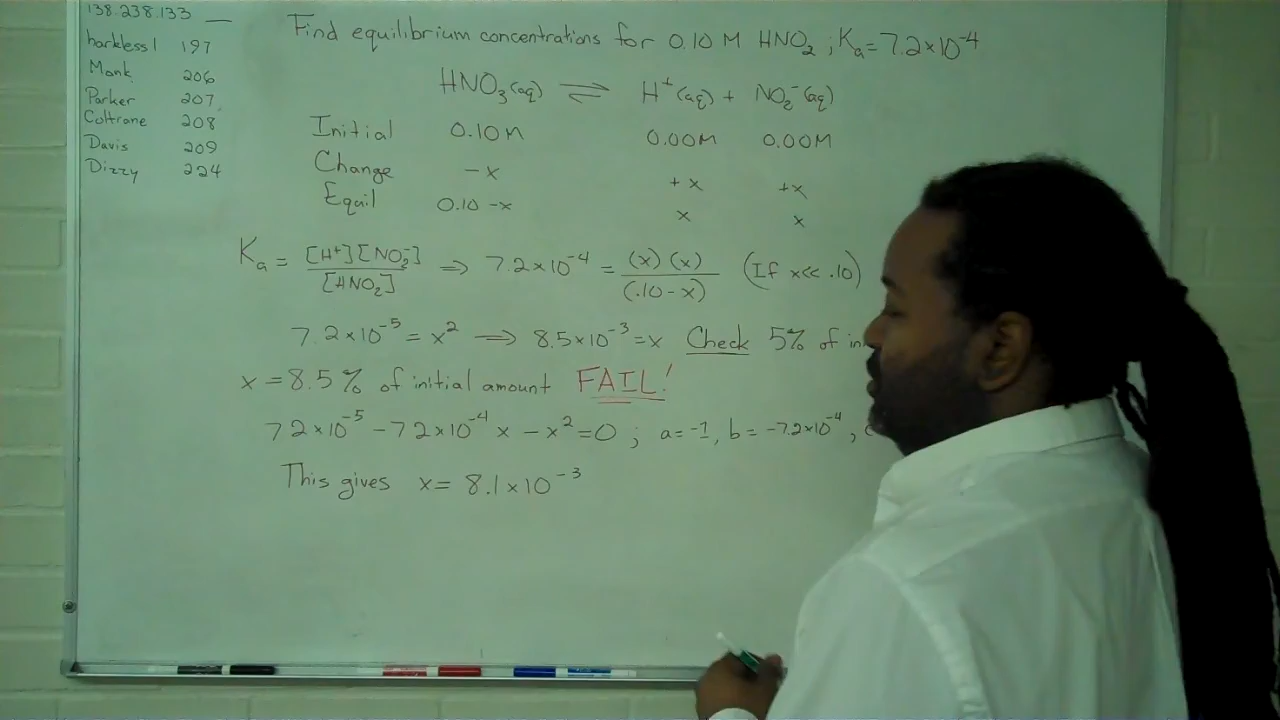 138.238.133 __
harkless1 197
Monk 206
Parker 207
Coltrane 208
Davis 209
Dizzy 224
Find equilibrium concentrations for 0.10 M HNO₂ ; Kₐ = 7.2×10⁻⁴
HNO₃(aq) ⇌ H⁺(aq) + NO₂⁻(aq)
Initial 0.10M 0.00M 0.00M
Change -x +x +x
Equil 0.10 -x x x
Kₐ = [H⁺][NO₂⁻]/[HNO₂] ⇒ 7.2×10⁻⁴ = (x)(x)/(.10-x) (If x<< .10)
7.2×10⁻⁵ = x² ⇒ 8.5×10⁻³ = x Check 5% of
x = 8.5% of initial amount FAIL!
7.2×10⁻⁵ - 7.2×10⁻⁴ x - x² = 0 ; a = -1, b = -7.2×10⁻⁴,
This gives x = 8.1×10⁻³